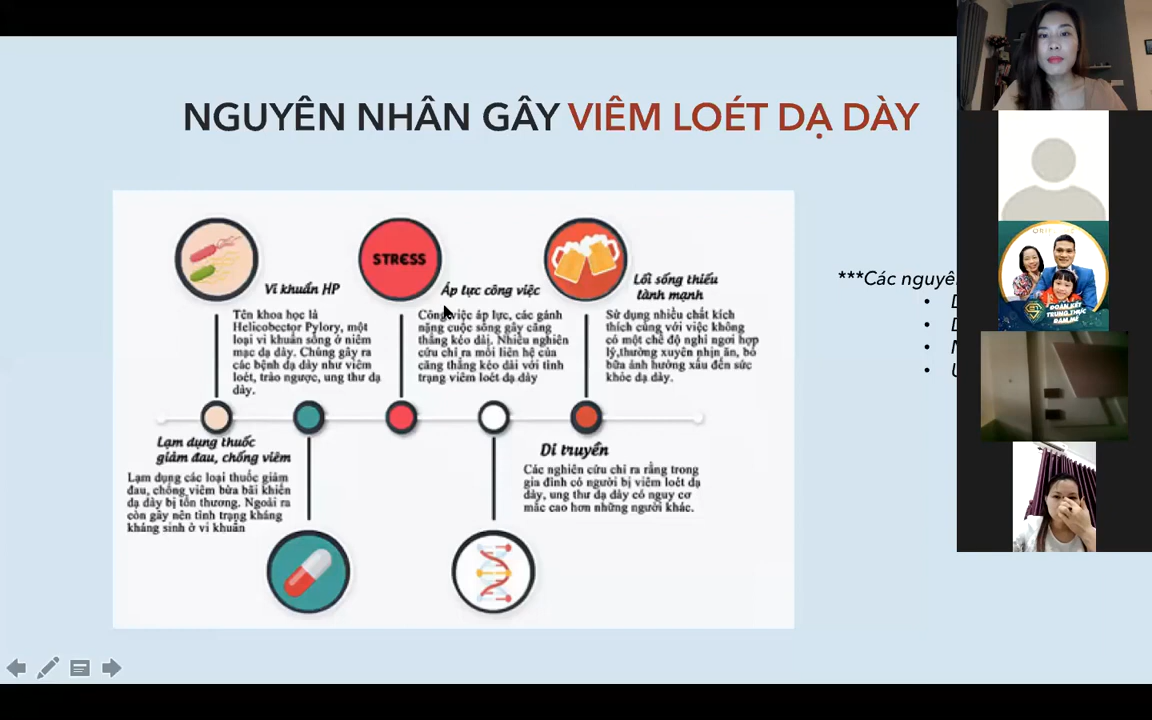 NGUYÊN NHÂN GÂY VIÊM LOÉT DẠ DÀY
Vi khuẩn HP
Tên khoa học là
Helicobector Pylory, một
loại vi khuẩn sống ở niêm
mạc dạ dày. Chúng gây ra
các bệnh dạ dày như viêm
loét, trào ngược, ung thư dạ
dày.
STRESS
Áp lực công việc
Công việc áp lực, các gánh
nặng cuộc sống gây căng
thẳng kéo dài. Nhiều nghiên
cứu chỉ ra mối liên hệ của
căng thẳng kéo dài với tình
trạng viêm loét dạ dày
Lối sống thiếu
lành mạnh
Sử dụng nhiều chất kích
thích cùng với việc không
có một chế độ nghỉ ngơi hợp
lý,thường xuyên nhịn ăn, bỏ
bữa ảnh hưởng xấu đến sức
khỏe dạ dày.
Lạm dụng thuốc
giảm đau, chống viêm
Lạm dụng các loại thuốc giảm
đau, chống viêm bừa bãi khiến
dạ dày bị tổn thương. Ngoài ra
còn gây nên tình trạng kháng
kháng sinh ở vi khuẩn
Di truyền
Các nghiên cứu chỉ ra rằng trong
gia đình có người bị viêm loét dạ
dày, ung thư dạ dày có nguy cơ
mắc cao hơn những người khác.
***Các nguyê
ĐOÀN KẾT
TRUNG THỰC
ĐAM MÊ